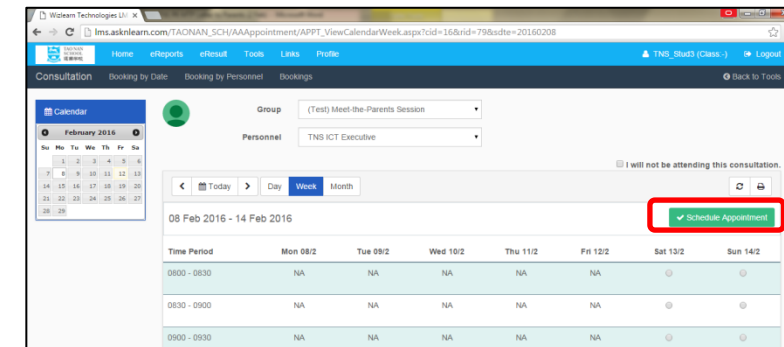 Wizlearn Technologies LM
lms.asknlearn.com/TAONAN_SCH/AAAppointment/APPT_ViewCalendarWeek.aspx?cid=16&rid=79&sdte=20160208
Home eReports eResult Tools Links Profile TNS_Stud3 (Class:-) Logout
Consultation Booking by Date Booking by Personnel Bookings Back to Tools
Calendar
February 2016
Su Mo Tu We Th Fr Sa
1 2 3 4 5 6
7 8 9 10 11 12 13
14 15 16 17 18 19 20
21 22 23 24 25 26 27
28 29
Group (Test) Meet-the-Parents Session
Personnel TNS ICT Executive
I will not be attending this consultation.
Today Day Week Month
08 Feb 2016 - 14 Feb 2016 Schedule Appointment
Time Period Mon 08/2 Tue 09/2 Wed 10/2 Thu 11/2 Fri 12/2 Sat 13/2 Sun 14/2
0800 - 0830 NA NA NA NA NA
0830 - 0900 NA NA NA NA NA
0900 - 0930 NA NA NA NA NA